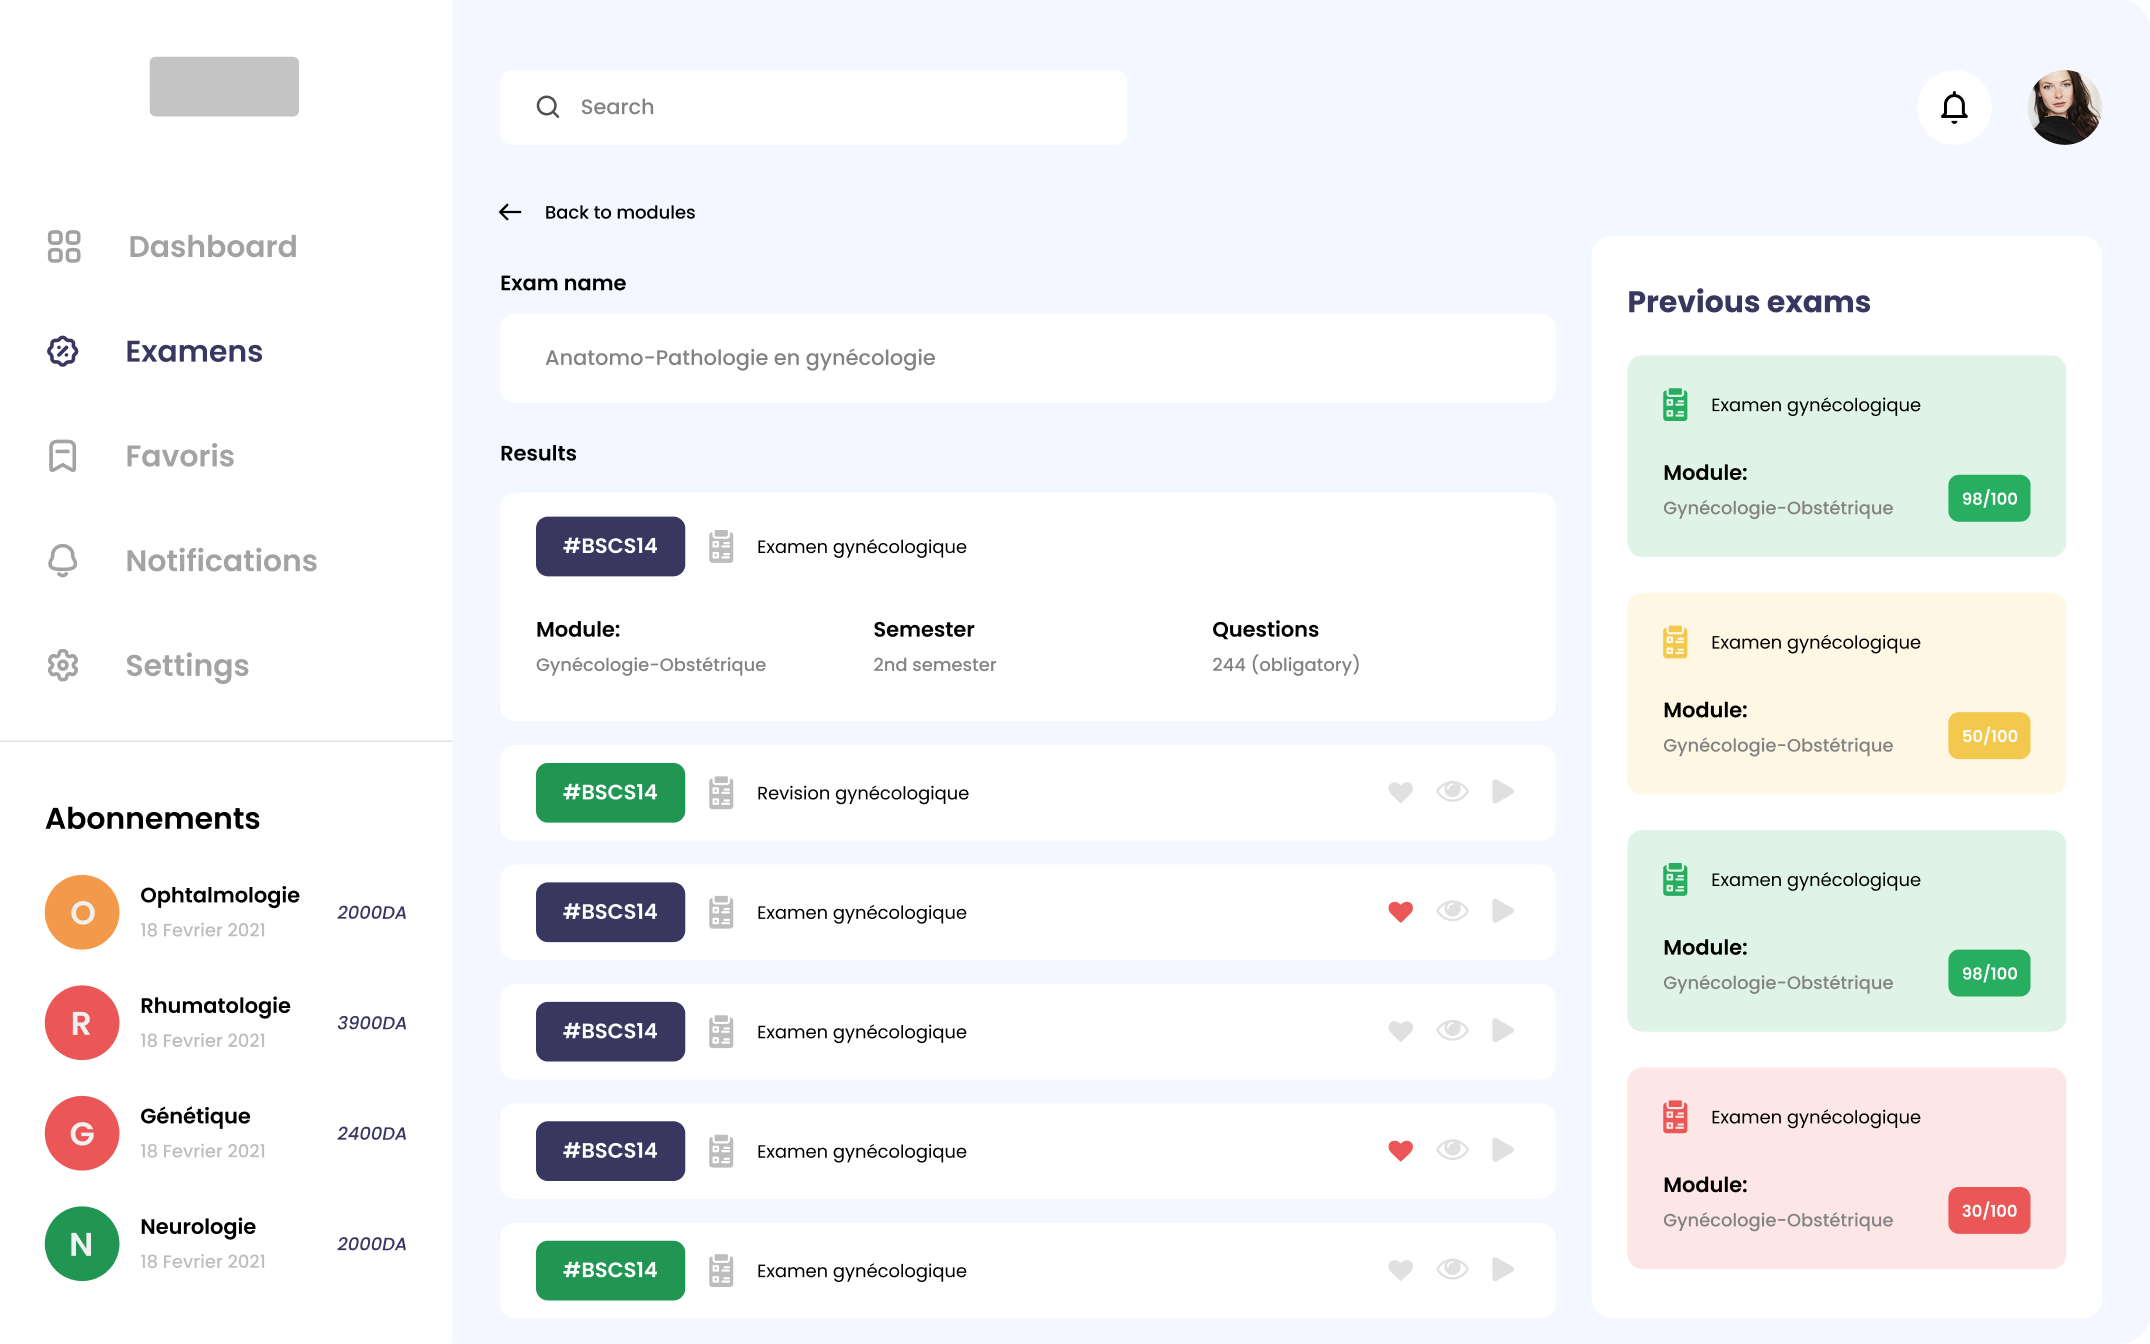 Dashboard
Examens
Favoris
Notifications
Settings
Abonnements
O
Ophtalmologie
18 Fevrier 2021
2000DA
R
Rhumatologie
18 Fevrier 2021
3900DA
G
Génétique
18 Fevrier 2021
2400DA
N
Neurologie
18 Fevrier 2021
2000DA
Search
Back to modules
Exam name
Anatomo-Pathologie en gynécologie
Results
#BSCS14 Examen gynécologique
Module: Semester Questions
Gynécologie-Obstétrique 2nd semester 244 (obligatory)
#BSCS14 Revision gynécologique
#BSCS14 Examen gynécologique
#BSCS14 Examen gynécologique
#BSCS14 Examen gynécologique
#BSCS14 Examen gynécologique
Previous exams
Examen gynécologique
Module:
Gynécologie-Obstétrique
98/100
Examen gynécologique
Module:
Gynécologie-Obstétrique
50/100
Examen gynécologique
Module:
Gynécologie-Obstétrique
98/100
Examen gynécologique
Module:
Gynécologie-Obstétrique
30/100